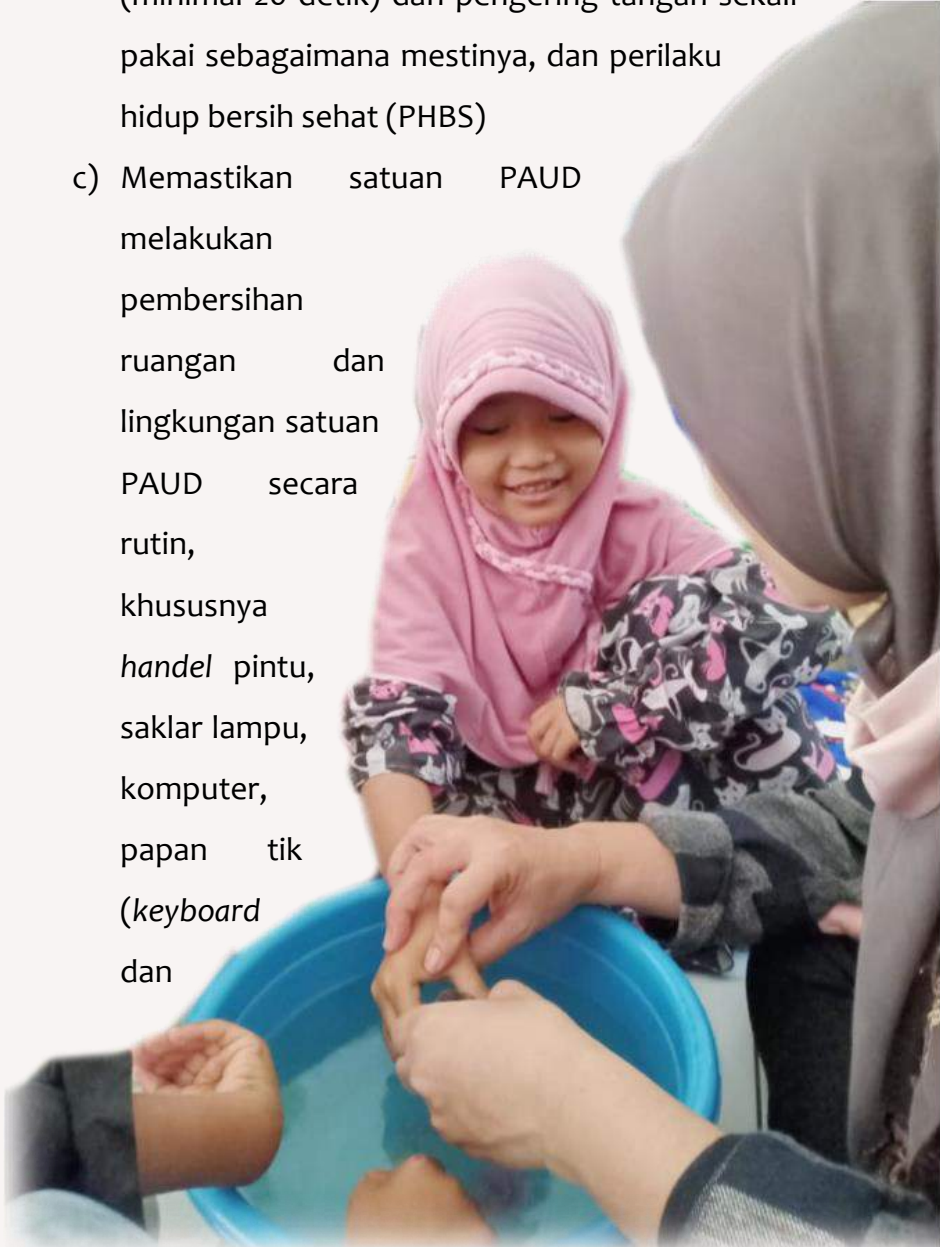 (minimal 20 detik) dan pengering tangan sekali
pakai sebagaimana mestinya, dan perilaku
hidup bersih sehat (PHBS)
c) Memastikan satuan PAUD
melakukan
pembersihan
ruangan dan
lingkungan satuan
PAUD secara
rutin,
khususnya
handel pintu,
saklar lampu,
komputer,
papan tik
(keyboard
dan